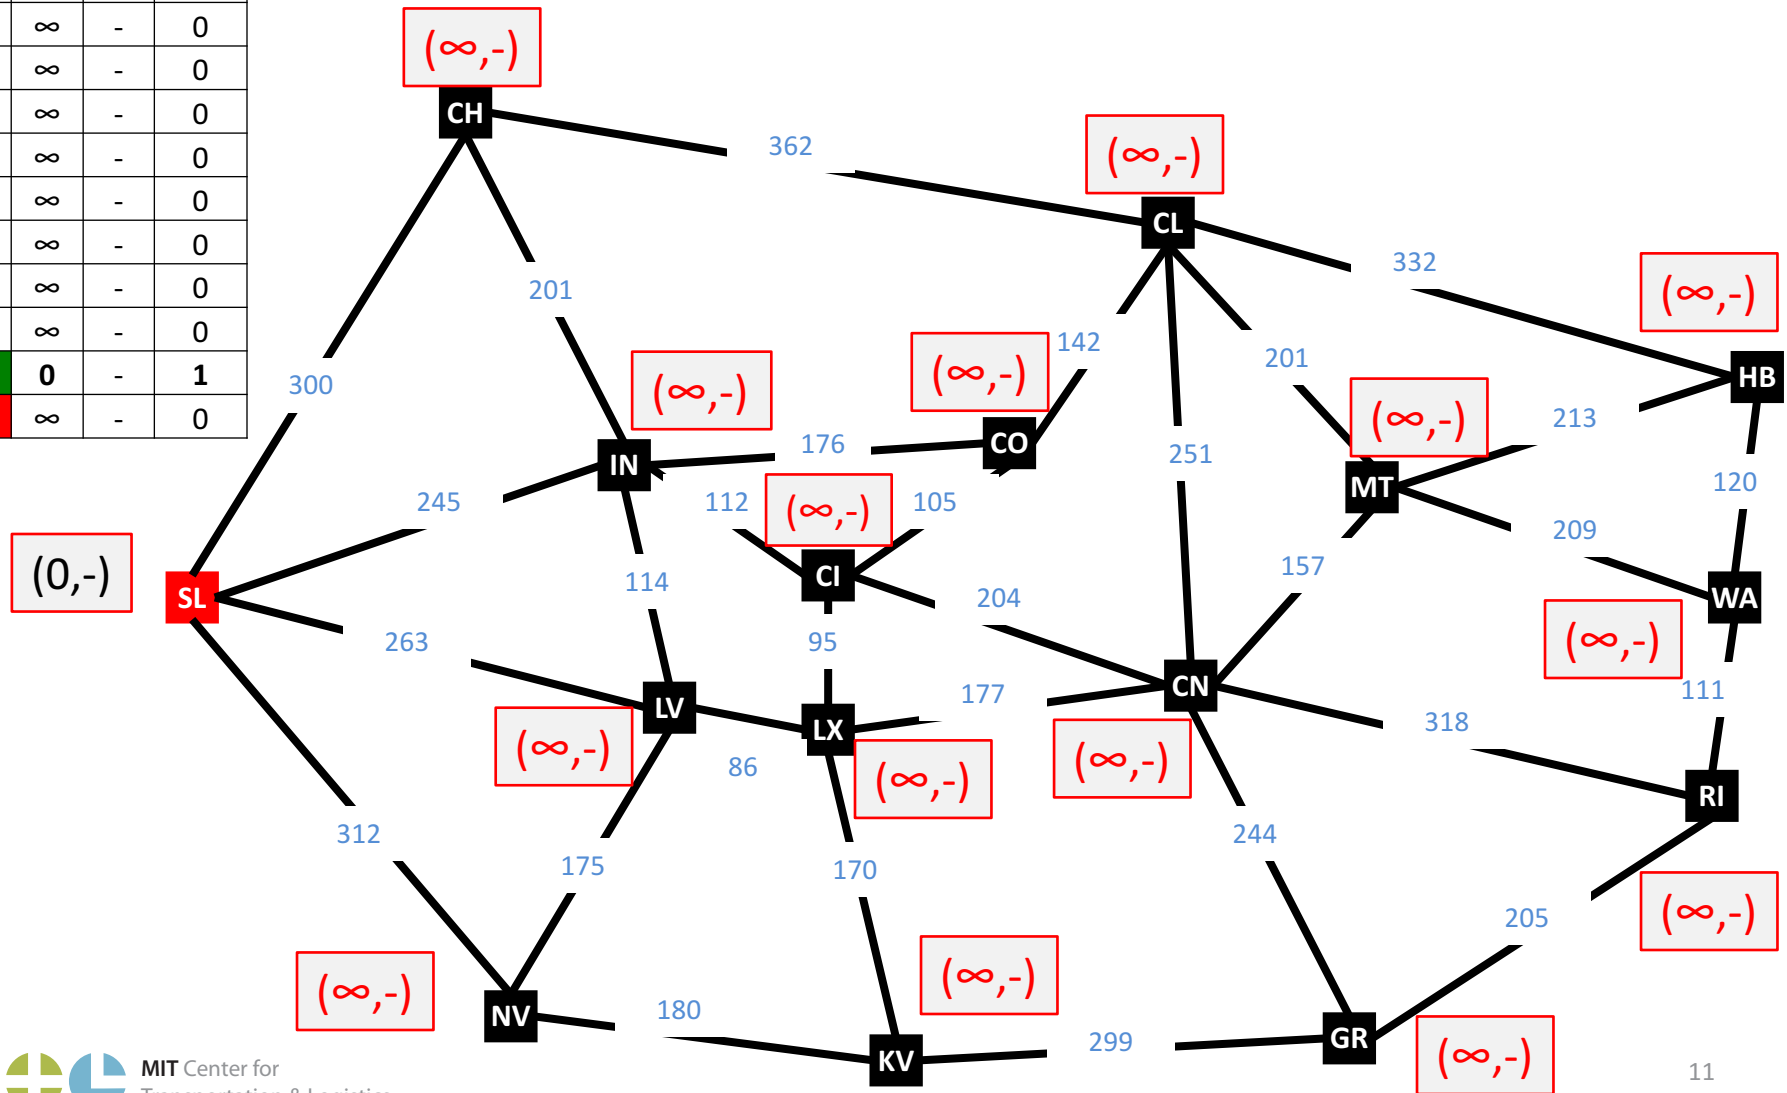 ∞ - 0
∞ - 0
∞ - 0
∞ - 0
∞ - 0
∞ - 0
∞ - 0
∞ - 0
0 - 1
∞ - 0
(∞,-)
CH
362
(∞,-)
CL
332
(∞,-)
HB
201
300
(∞,-)
IN
176
(∞,-)
CO
142
201
(∞,-)
MT
213
251
120
245
112
(∞,-)
105
CI
209
(0,-)
SL
114
204
157
WA
(∞,-)
263
95
111
LV
(∞,-)
86
LX
(∞,-)
177
CN
(∞,-)
318
RI
(∞,-)
312
175
170
244
205
(∞,-)
NV
180
(∞,-)
KV
299
GR
(∞,-)
MIT Center for
Transportation & Logistics
11